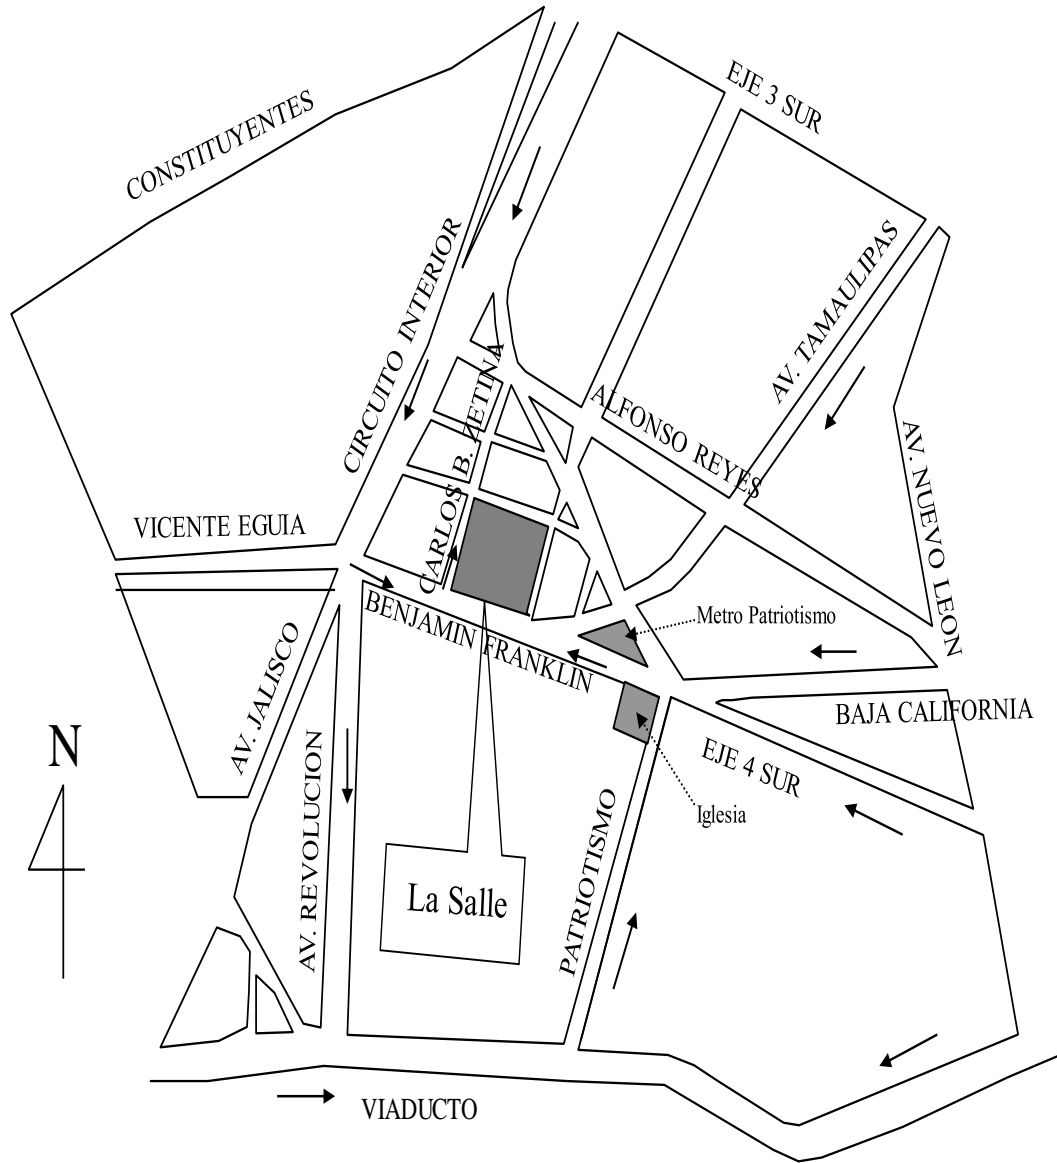 EJE 3 SUR
CONSTITUYENTES
CIRCUITO INTERIOR
AV. TAMAULIPAS
CARLOS B. ZETINA
ALFONSO REYES
AV. NUEVO LEON
VICENTE EGUIA
BENJAMIN FRANKLIN
Metro Patriotismo
AV. JALISCO
BAJA CALIFORNIA
N
EJE 4 SUR
AV. REVOLUCION
Iglesia
PATRIOTISMO
La Salle
VIADUCTO